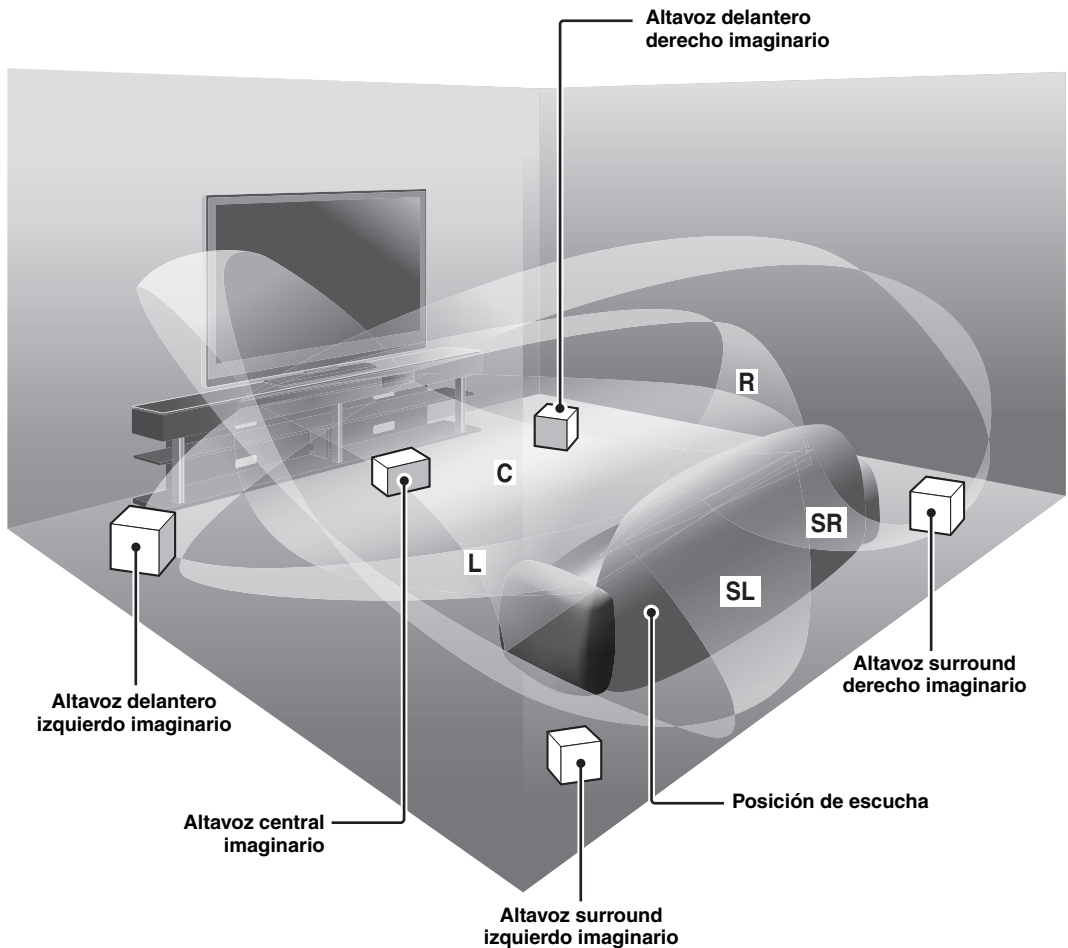 Altavoz delantero
derecho imaginario
R
C
SR
L
SL
Altavoz surround
derecho imaginario
Altavoz delantero
izquierdo imaginario
Posición de escucha
Altavoz central
imaginario
Altavoz surround
izquierdo imaginario